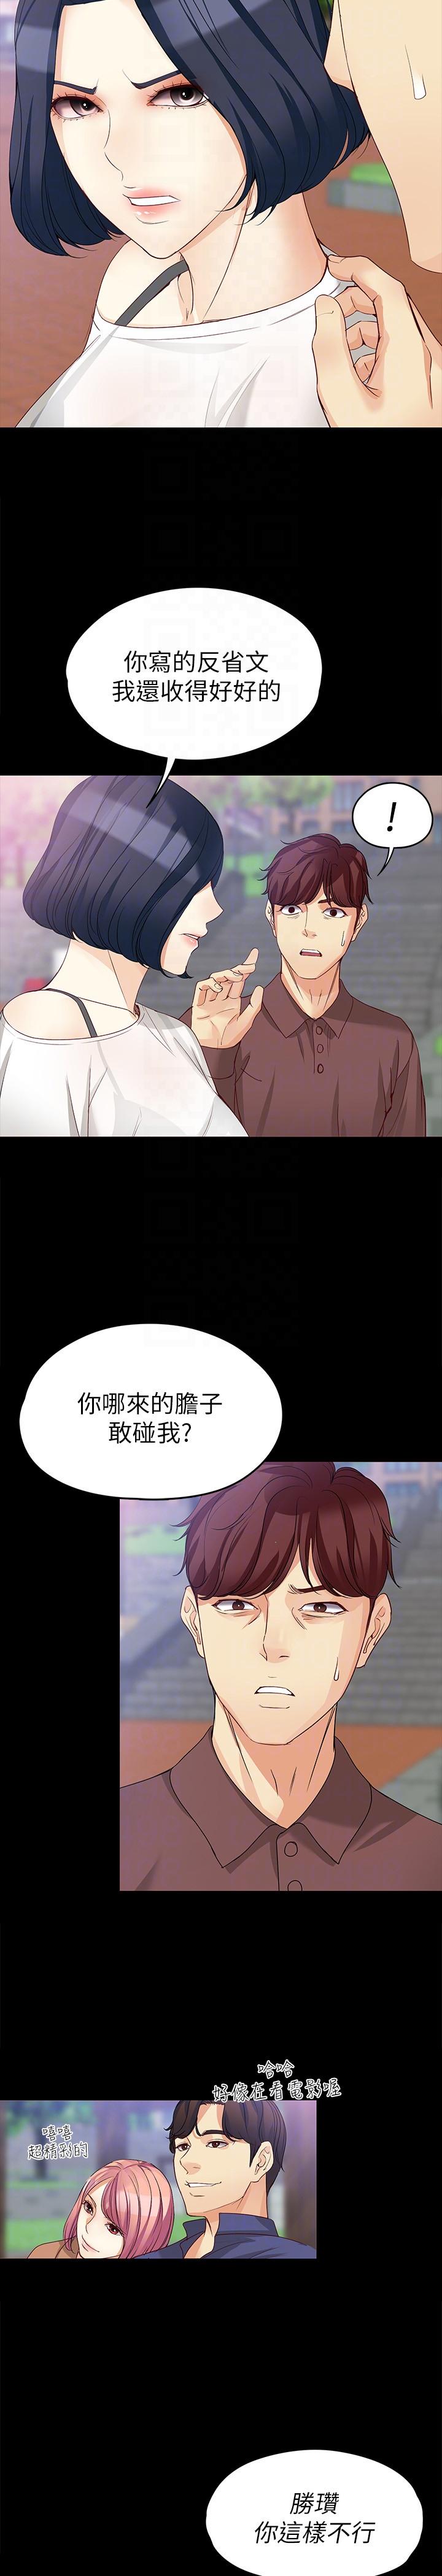 你寫的反省文
我還收得好好的
!
你哪來的膽子
敢碰我?
哈哈
好像在看電影喔
嘻嘻
超精彩的
勝瓚
你這樣不行